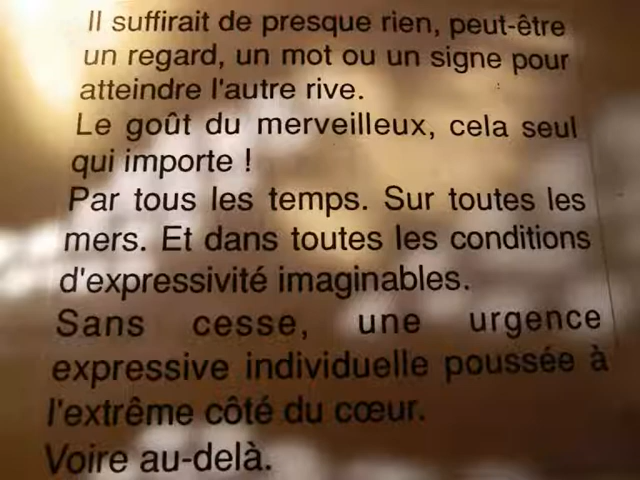 Il suffirait de presque rien, peut-être
un regard, un mot ou un signe pour
atteindre l'autre rive.
Le goût du merveilleux, cela seul
qui importe !
Par tous les temps. Sur toutes les
mers. Et dans toutes les conditions
d'expressivité imaginables.
Sans cesse, une urgence
expressive individuelle poussée à
l'extrême côté du cœur.
Voire au-delà.